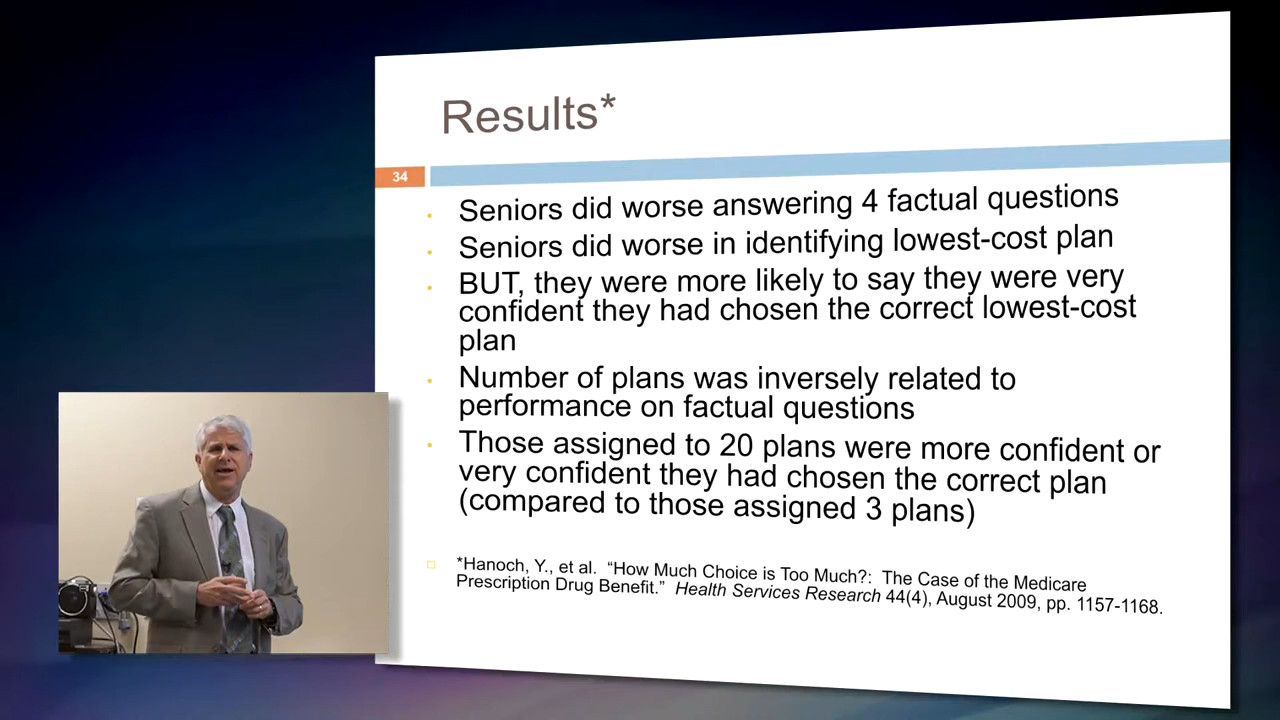 Results*
34
Seniors did worse answering 4 factual questions
Seniors did worse in identifying lowest-cost plan
BUT, they were more likely to say they were very
confident they had chosen the correct lowest-cost
plan
Number of plans was inversely related to
performance on factual questions
Those assigned to 20 plans were more confident or
very confident they had chosen the correct plan
(compared to those assigned 3 plans)
*Hanoch, Y., et al. “How Much Choice is Too Much?: The Case of the Medicare
Prescription Drug Benefit.” Health Services Research 44(4), August 2009, pp. 1157-1168.